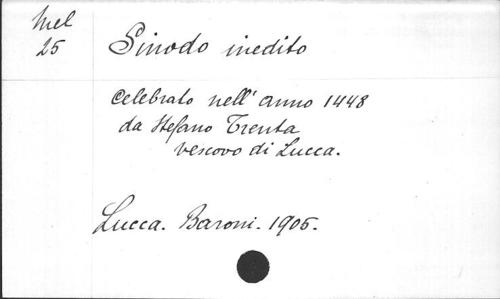 Mel
25
Sinodo inedito
celebrato nell' anno 1448
da Stefano Trenta
vescovo di Lucca.
Lucca. Baroni. 1905.